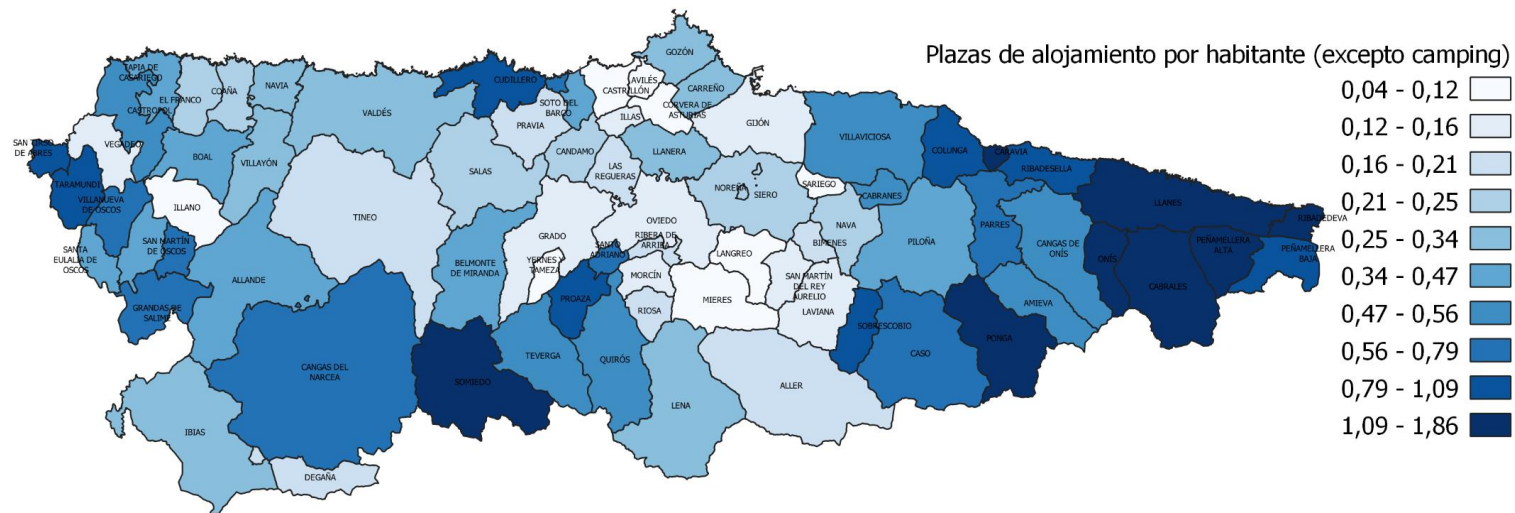 Plazas de alojamiento por habitante (excepto camping)
0,04 - 0,12
0,12 - 0,16
0,16 - 0,21
0,21 - 0,25
0,25 - 0,34
0,34 - 0,47
0,47 - 0,56
0,56 - 0,79
0,79 - 1,09
1,09 - 1,86
GOZÓN
TAPIA DE
CASARIEGO
CUDILLERO
AVILÉS
CARREÑO
NAVIA
COAÑA
CASTRILLÓN
EL FRANCO
SOTO DEL
BARCO
CORVERA DE
ASTURIAS
CASTROPOL
VALDÉS
ILLAS
GIJÓN
PRAVIA
VILLAVICIOSA
SAN TIRSO
DE ABRES
VEGADEO
CANDAMO
LLANERA
COLUNGA
CARAVIA
RIBADESELLA
BOAL
VILLAYÓN
SALAS
LAS
REGUERAS
TARAMUNDI
VILLANUEVA
DE OSCOS
NOREÑA
SIERO
SARIEGO
CABRANES
ILLANO
LLANES
TINEO
OVIEDO
NAVA
PARRES
RIBADEDEVA
GRADO
RIBERA DE
ARRIBA
BIMENES
PILOÑA
CANGAS DE
ONÍS
SANTA
EULALIA DE
OSCOS
SAN MARTÍN
DE OSCOS
SANTO
ADRIANO
LANGREO
PEÑAMELLERA
ALTA
PEÑAMELLERA
BAJA
BELMONTE
DE MIRANDA
YERNES Y
TAMEZA
ONÍS
ALLANDE
MORCÍN
SAN MARTÍN
DEL REY
AURELIO
CABRALES
PROAZA
MIERES
AMIEVA
GRANDAS DE
SALIME
RIOSA
LAVIANA
SOBRESCOBIO
PONGA
TEVERGA
QUIRÓS
CASO
CANGAS DEL
NARCEA
SOMIEDO
ALLER
LENA
IBIAS
DEGAÑA